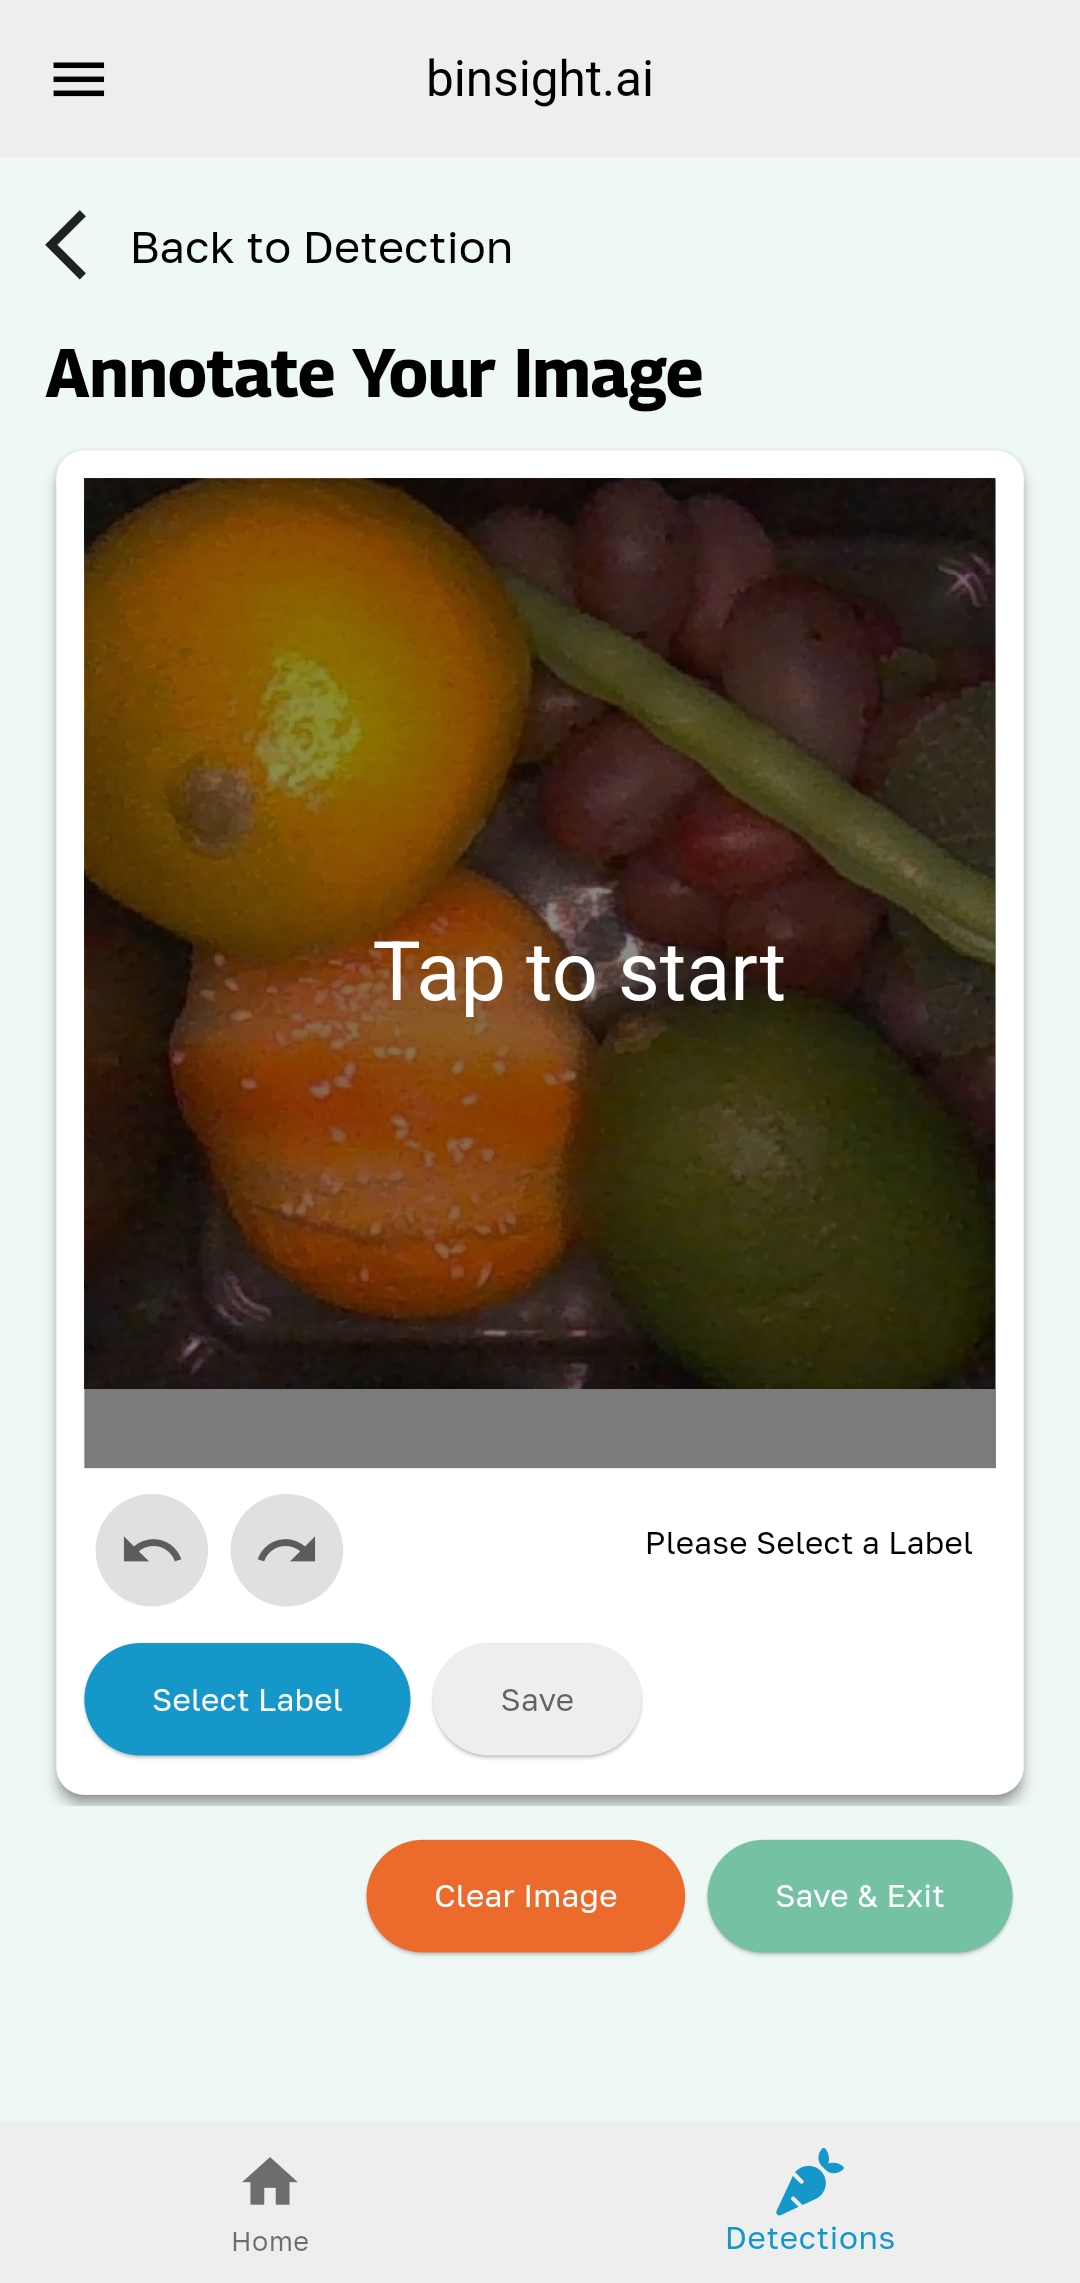 binsight.ai
Back to Detection
Annotate Your Image
Tap to start
Please Select a Label
Select Label
Save
Clear Image
Save & Exit
Home
Detections